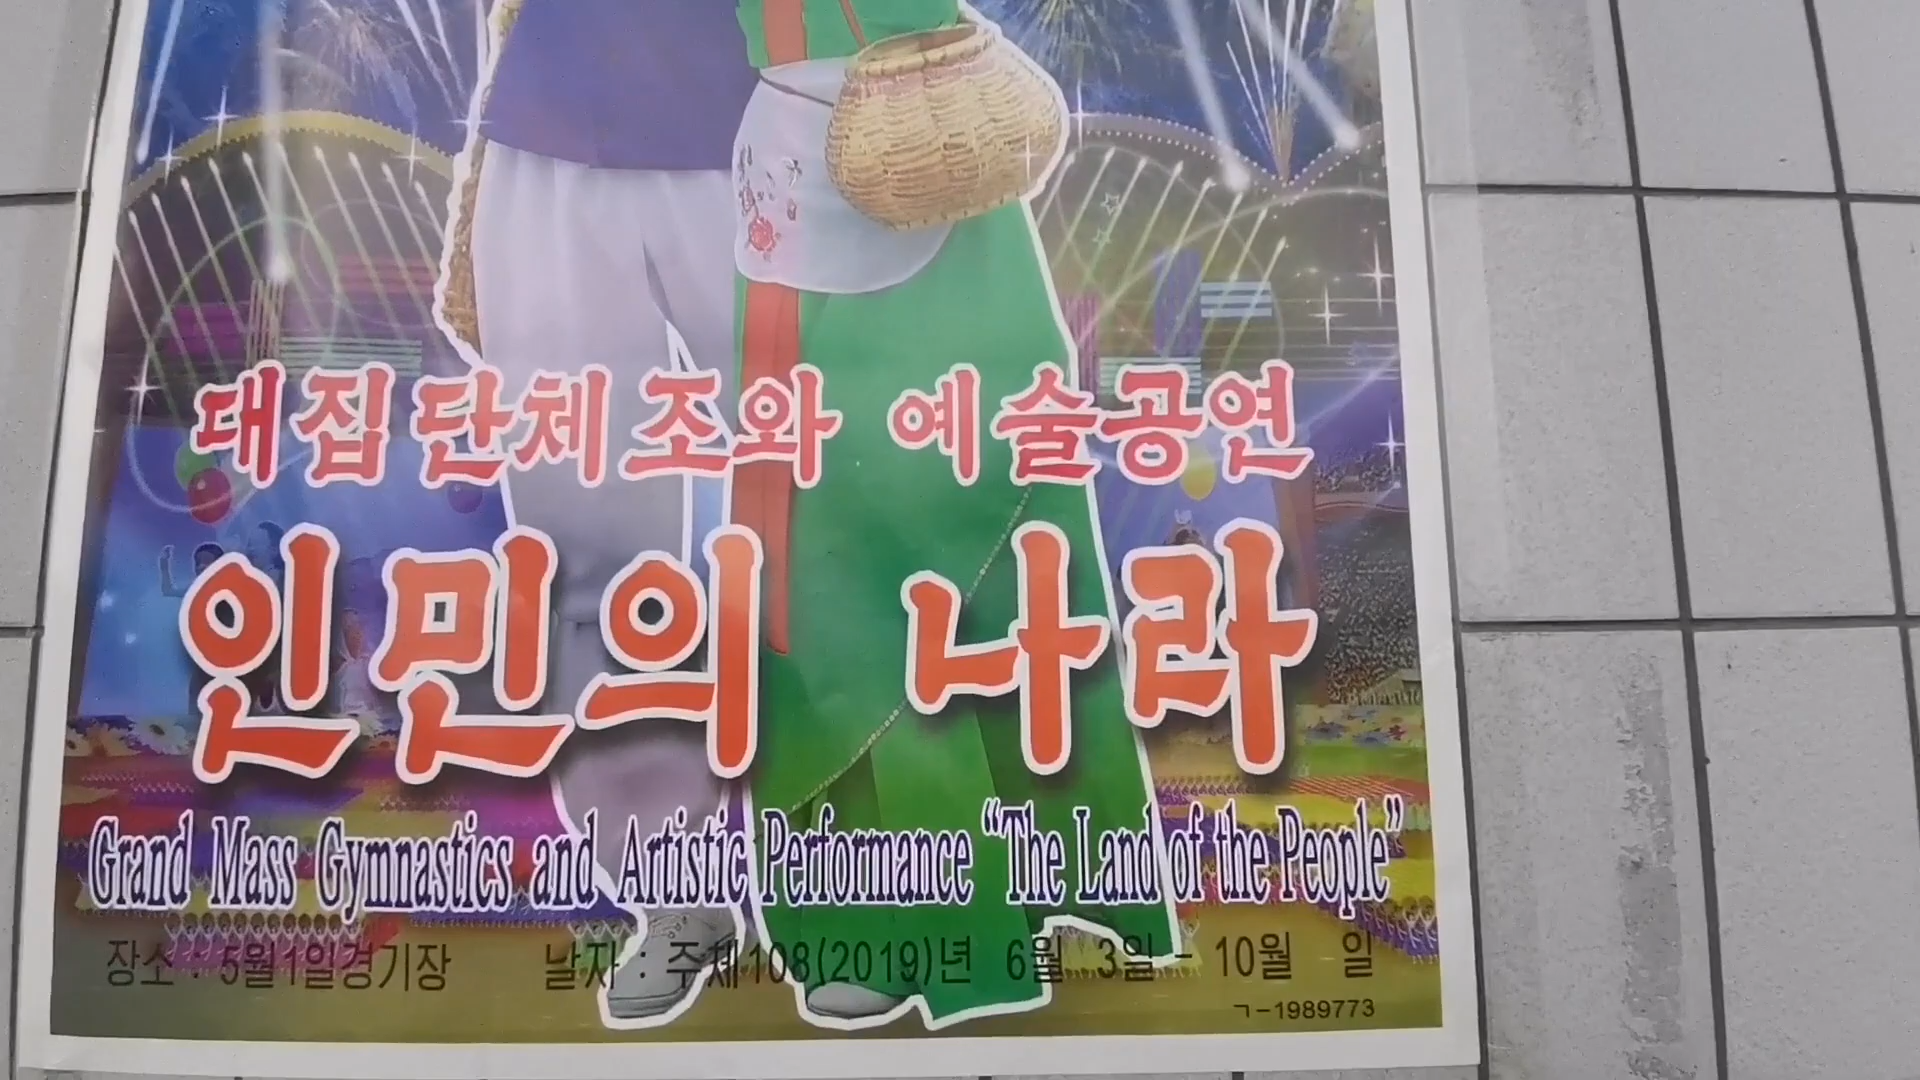 대집단체조와 예술공연
인민의 나라
Grand Mass Gymnastics and Artistic Performance “The Land of the People”
장소 : 5월1일경기장 날자 : 주체108(2019)년 6월 3일 - 10월 일
ㄱ-1989773